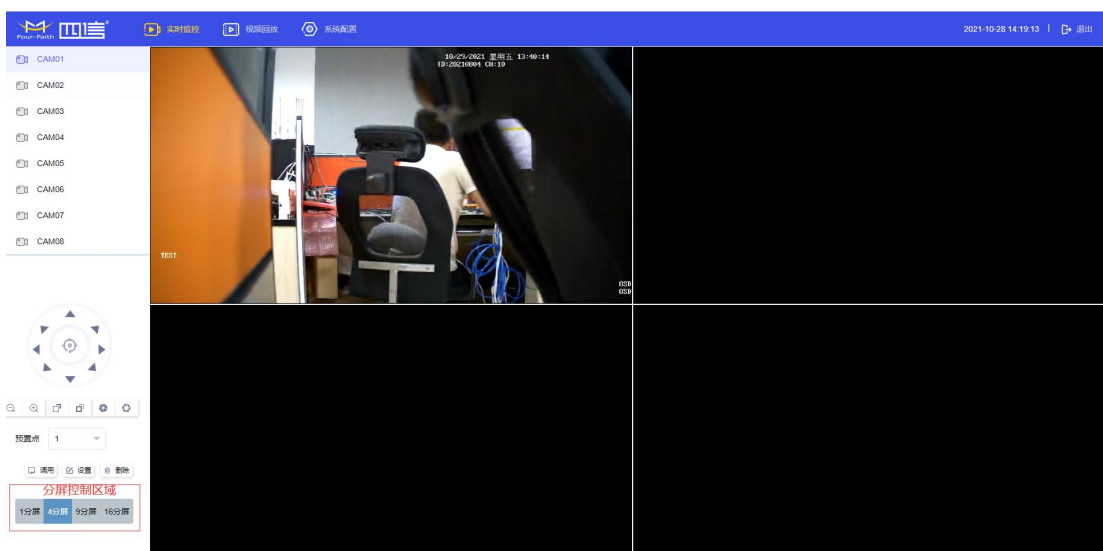 Four-Faith 四信®
实时监控
视频回放
系统配置
2021-10-28 14:19:13
退出
CAM01
CAM02
CAM03
CAM04
CAM05
CAM06
CAM07
CAM08
10/29/2021 星期五 13:40:14
ID:20210804 CH:10
TEST
OSD
OSD
预置点 1
调用 设置 删除
分屏控制区域
1分屏 4分屏 9分屏 16分屏